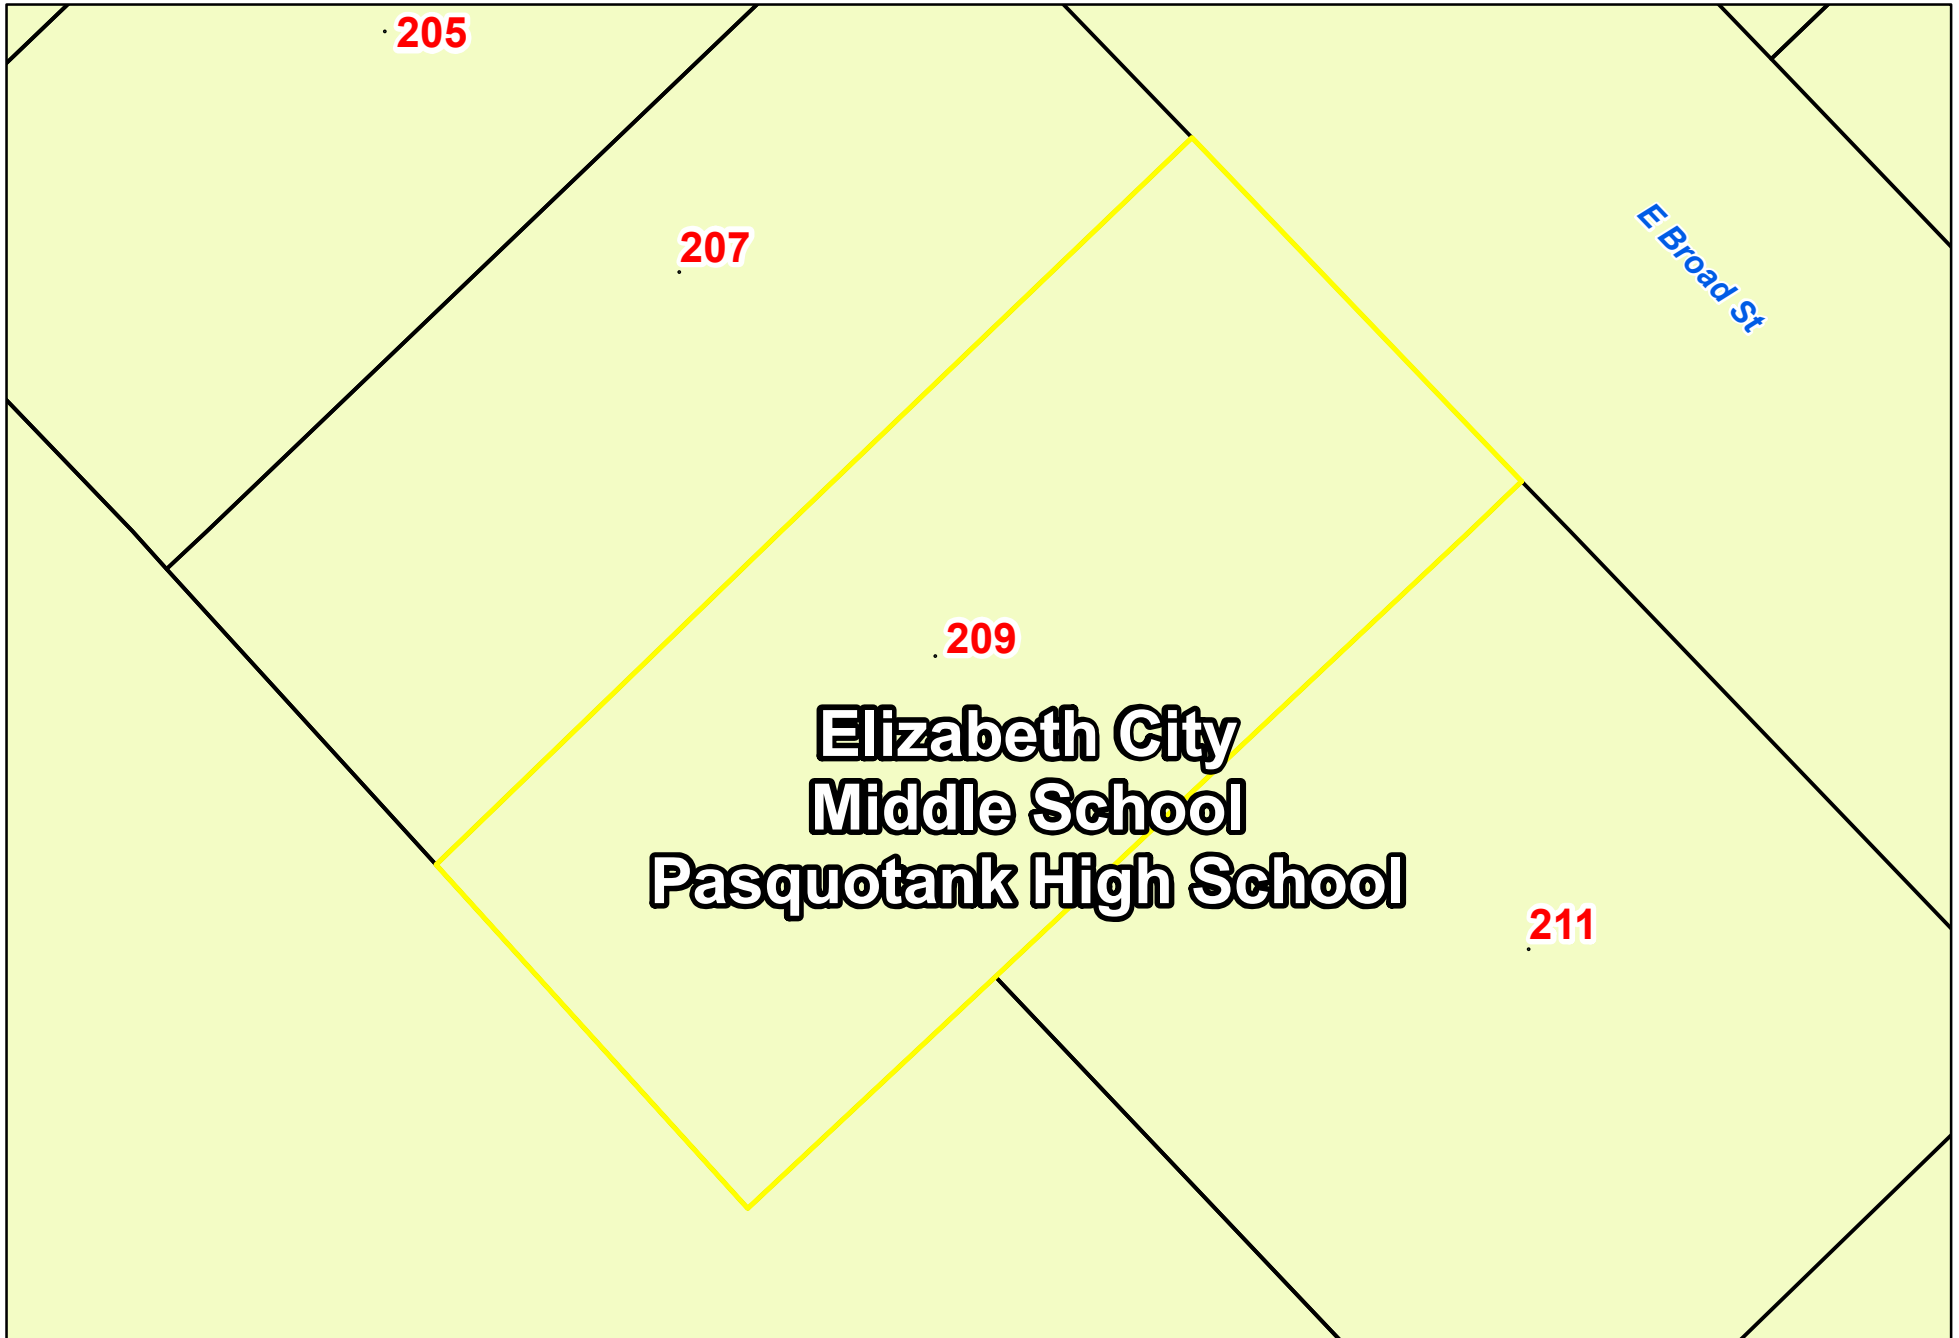 205
207
E Broad St
209
Elizabeth City
Middle School
Pasquotank High School
211